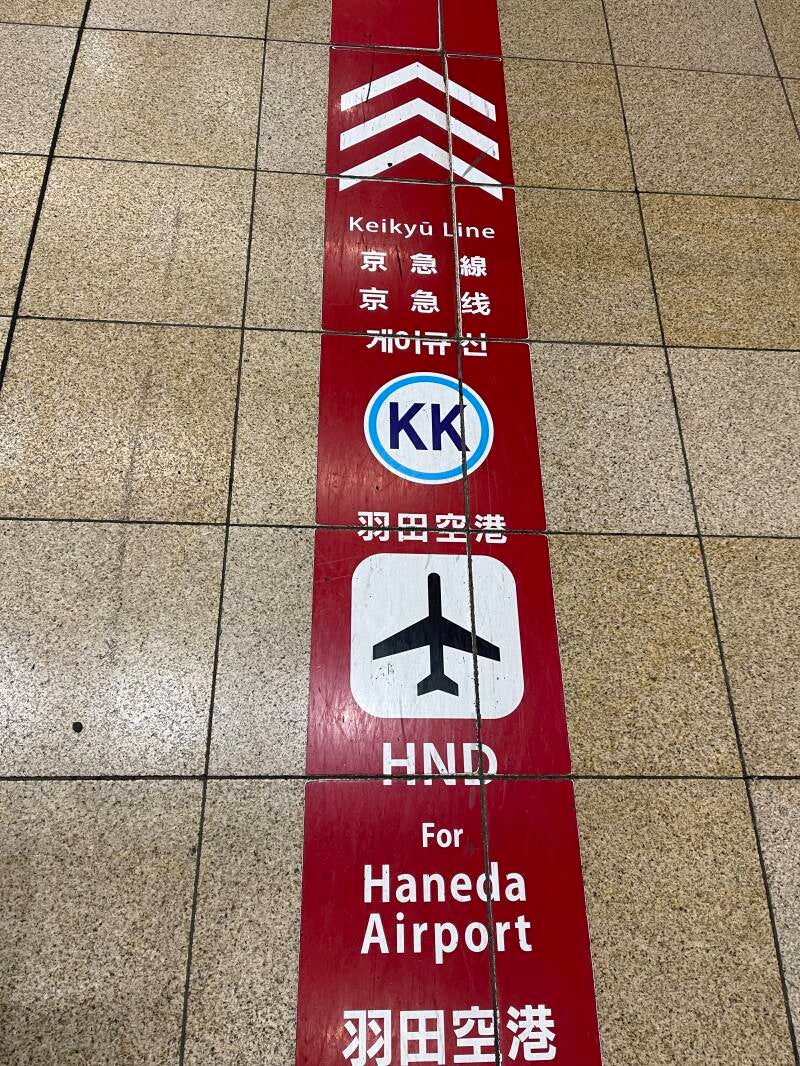 Keikyū Line
京急線
京急线
게이큐 선
KK
羽田空港
HND
For
Haneda
Airport
羽田空港